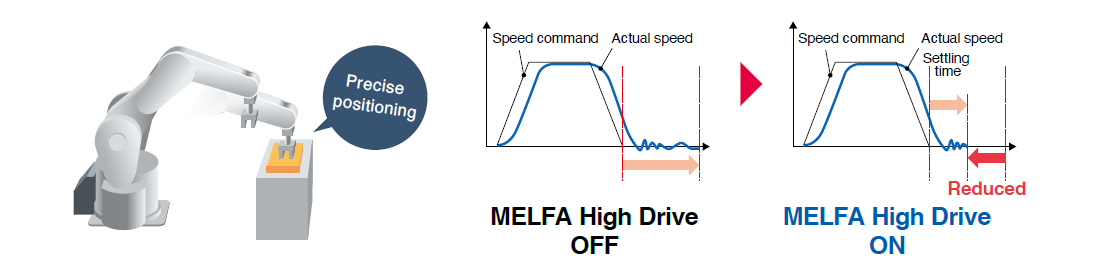 Precise
positioning
Speed command
Actual speed
MELFA High Drive
OFF
Speed command
Actual speed
Settling
time
Reduced
MELFA High Drive
ON